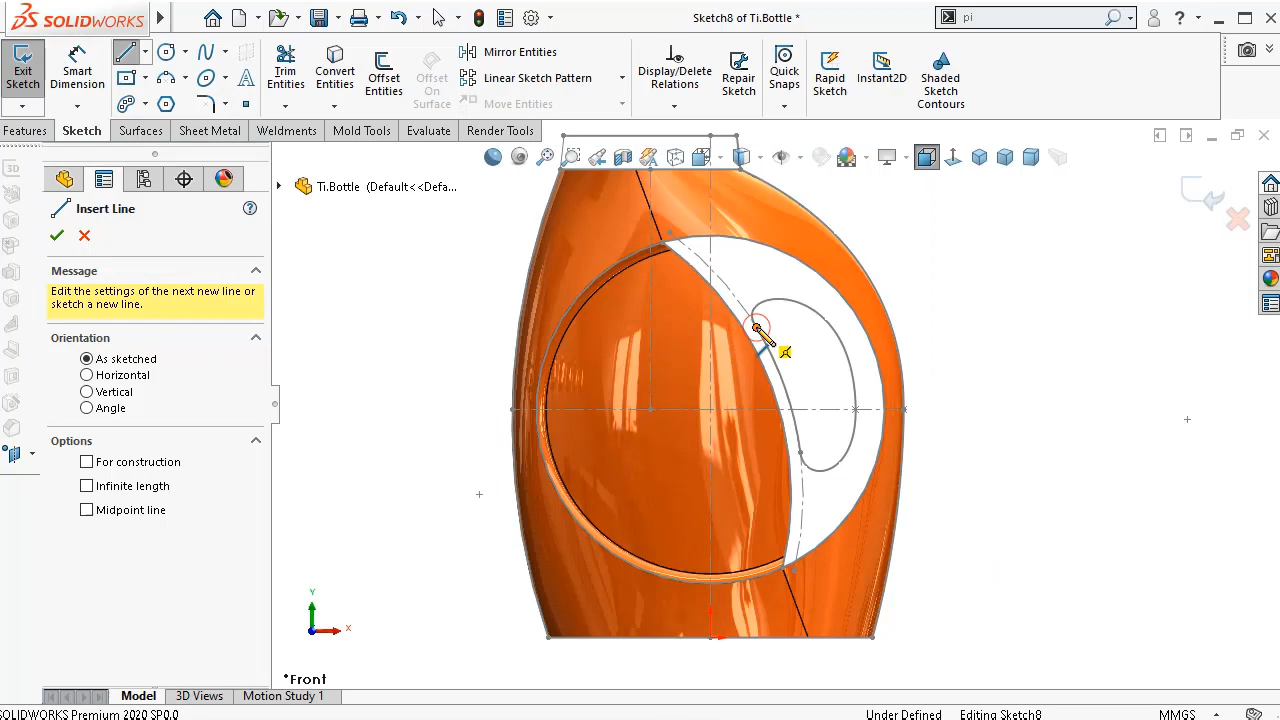 SOLIDWORKS
Sketch8 of Ti.Bottle *
pi
Exit Sketch
Smart Dimension
Trim Entities
Convert Entities
Offset Entities
Offset On Surface
Mirror Entities
Linear Sketch Pattern
Move Entities
Display/Delete Relations
Repair Sketch
Quick Snaps
Rapid Sketch
Instant2D
Shaded Sketch Contours
Features
Sketch
Surfaces
Sheet Metal
Weldments
Mold Tools
Evaluate
Render Tools
3D
Ti.Bottle (Default<<Defa...
Insert Line
Message
Edit the settings of the next new line or
sketch a new line.
Orientation
As sketched
Horizontal
Vertical
Angle
Options
For construction
Infinite length
Midpoint line
Y
X
*Front
Model
3D Views
Motion Study 1
SOLIDWORKS Premium 2020 SP0.0
Under Defined
Editing Sketch8
MMGS